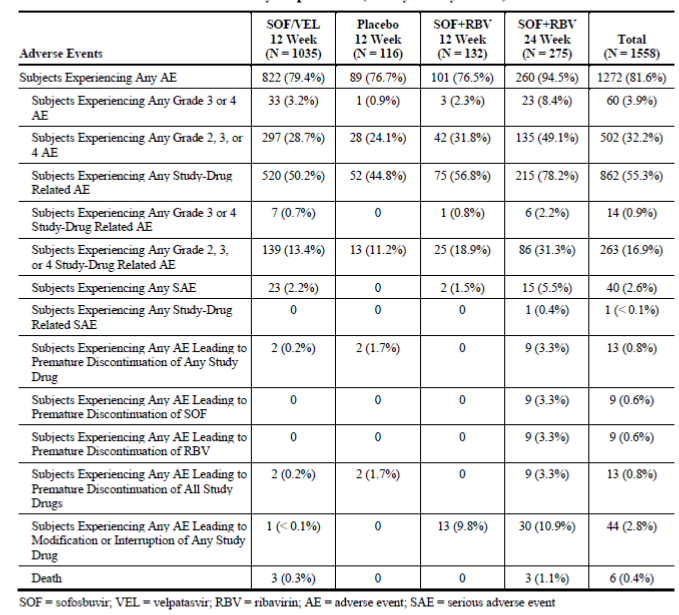 Adverse Events
SOF/VEL
12 Week
(N = 1035)
Placebo
12 Week
(N = 116)
SOF+RBV
12 Week
(N = 132)
SOF+RBV
24 Week
(N = 275)
Total
(N = 1558)
Subjects Experiencing Any AE 822 (79.4%) 89 (76.7%) 101 (76.5%) 260 (94.5%) 1272 (81.6%)
Subjects Experiencing Any Grade 3 or 4 33 (3.2%) 1 (0.9%) 3 (2.3%) 23 (8.4%) 60 (3.9%)
AE
Subjects Experiencing Any Grade 2, 3, or 297 (28.7%) 28 (24.1%) 42 (31.8%) 135 (49.1%) 502 (32.2%)
4 AE
Subjects Experiencing Any Study-Drug 520 (50.2%) 52 (44.8%) 75 (56.8%) 215 (78.2%) 862 (55.3%)
Related AE
Subjects Experiencing Any Grade 3 or 4 7 (0.7%) 0 1 (0.8%) 6 (2.2%) 14 (0.9%)
Study-Drug Related AE
Subjects Experiencing Any Grade 2, 3, 139 (13.4%) 13 (11.2%) 25 (18.9%) 86 (31.3%) 263 (16.9%)
or 4 Study-Drug Related AE
Subjects Experiencing Any SAE 23 (2.2%) 0 2 (1.5%) 15 (5.5%) 40 (2.6%)
Subjects Experiencing Any Study-Drug 0 0 0 1 (0.4%) 1 (< 0.1%)
Related SAE
Subjects Experiencing Any AE Leading to 2 (0.2%) 2 (1.7%) 0 9 (3.3%) 13 (0.8%)
Premature Discontinuation of Any Study
Drug
Subjects Experiencing Any AE Leading to 0 0 0 9 (3.3%) 9 (0.6%)
Premature Discontinuation of SOF
Subjects Experiencing Any AE Leading to 0 0 0 9 (3.3%) 9 (0.6%)
Premature Discontinuation of RBV
Subjects Experiencing Any AE Leading to 2 (0.2%) 2 (1.7%) 0 9 (3.3%) 13 (0.8%)
Premature Discontinuation of All Study
Drugs
Subjects Experiencing Any AE Leading to 1 (< 0.1%) 0 13 (9.8%) 30 (10.9%) 44 (2.8%)
Modification or Interruption of Any Study
Drug
Death 3 (0.3%) 0 0 3 (1.1%) 6 (0.4%)
SOF = sofosbuvir; VEL = velpatasvir; RBV = ribavirin; AE = adverse event; SAE = serious adverse event